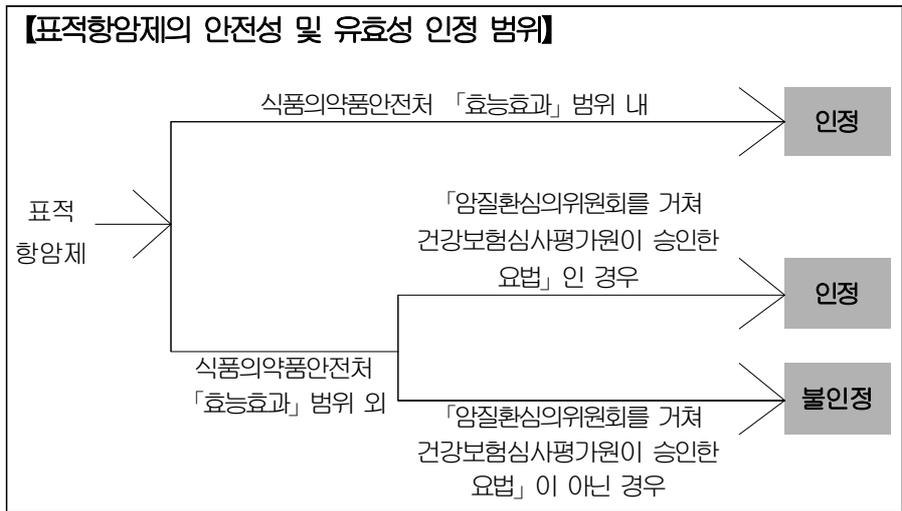 【표적항암제의 안전성 및 유효성 인정 범위】
식품의약품안전처 「효능효과」범위 내
인정
표적
항암제
「암질환심의위원회를 거쳐
건강보험심사평가원이 승인한
요법」인 경우
인정
식품의약품안전처
「효능효과」범위 외
불인정
「암질환심의위원회를 거쳐
건강보험심사평가원이 승인한
요법」이 아닌 경우